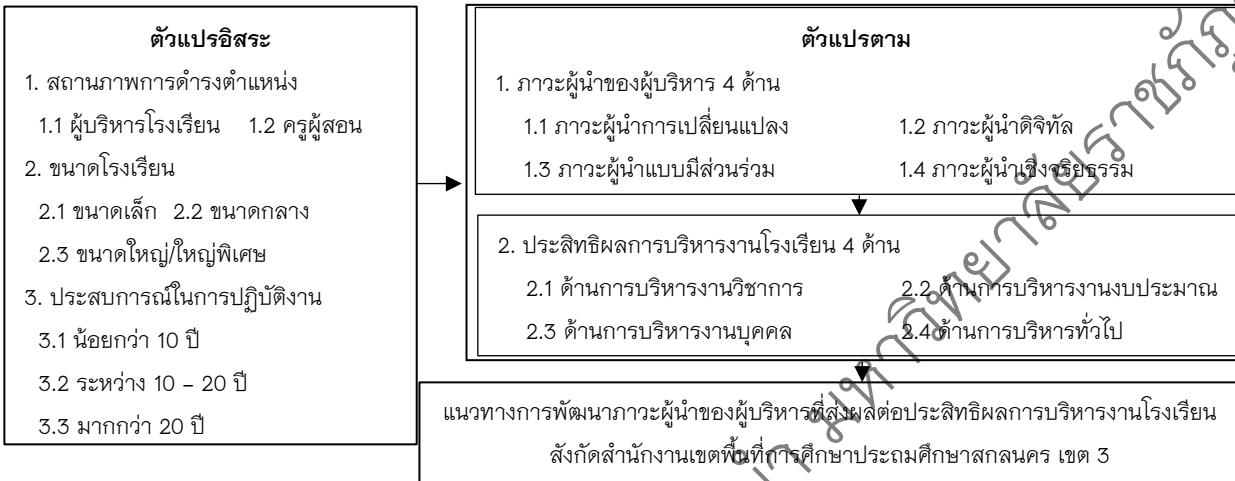 ตัวแปรอิสระ
1. สถานภาพการดำรงตำแหน่ง
1.1 ผู้บริหารโรงเรียน 1.2 ครูผู้สอน
2. ขนาดโรงเรียน
2.1 ขนาดเล็ก 2.2 ขนาดกลาง
2.3 ขนาดใหญ่/ใหญ่พิเศษ
3. ประสบการณ์ในการปฏิบัติงาน
3.1 น้อยกว่า 10 ปี
3.2 ระหว่าง 10 – 20 ปี
3.3 มากกว่า 20 ปี
ตัวแปรตาม
1. ภาวะผู้นำของผู้บริหาร 4 ด้าน
1.1 ภาวะผู้นำการเปลี่ยนแปลง 1.2 ภาวะผู้นำดิจิทัล
1.3 ภาวะผู้นำแบบมีส่วนร่วม 1.4 ภาวะผู้นำเชิงจริยธรรม
2. ประสิทธิผลการบริหารงานโรงเรียน 4 ด้าน
2.1 ด้านการบริหารงานวิชาการ 2.2 ด้านการบริหารงานงบประมาณ
2.3 ด้านการบริหารงานบุคคล 2.4 ด้านการบริหารทั่วไป
แนวทางการพัฒนาภาวะผู้นำของผู้บริหารที่ส่งผลต่อประสิทธิผลการบริหารงานโรงเรียน
สังกัดสำนักงานเขตพื้นที่การศึกษาประถมศึกษาสกลนคร เขต 3
มหาวิทยาลัยราชภัฏ